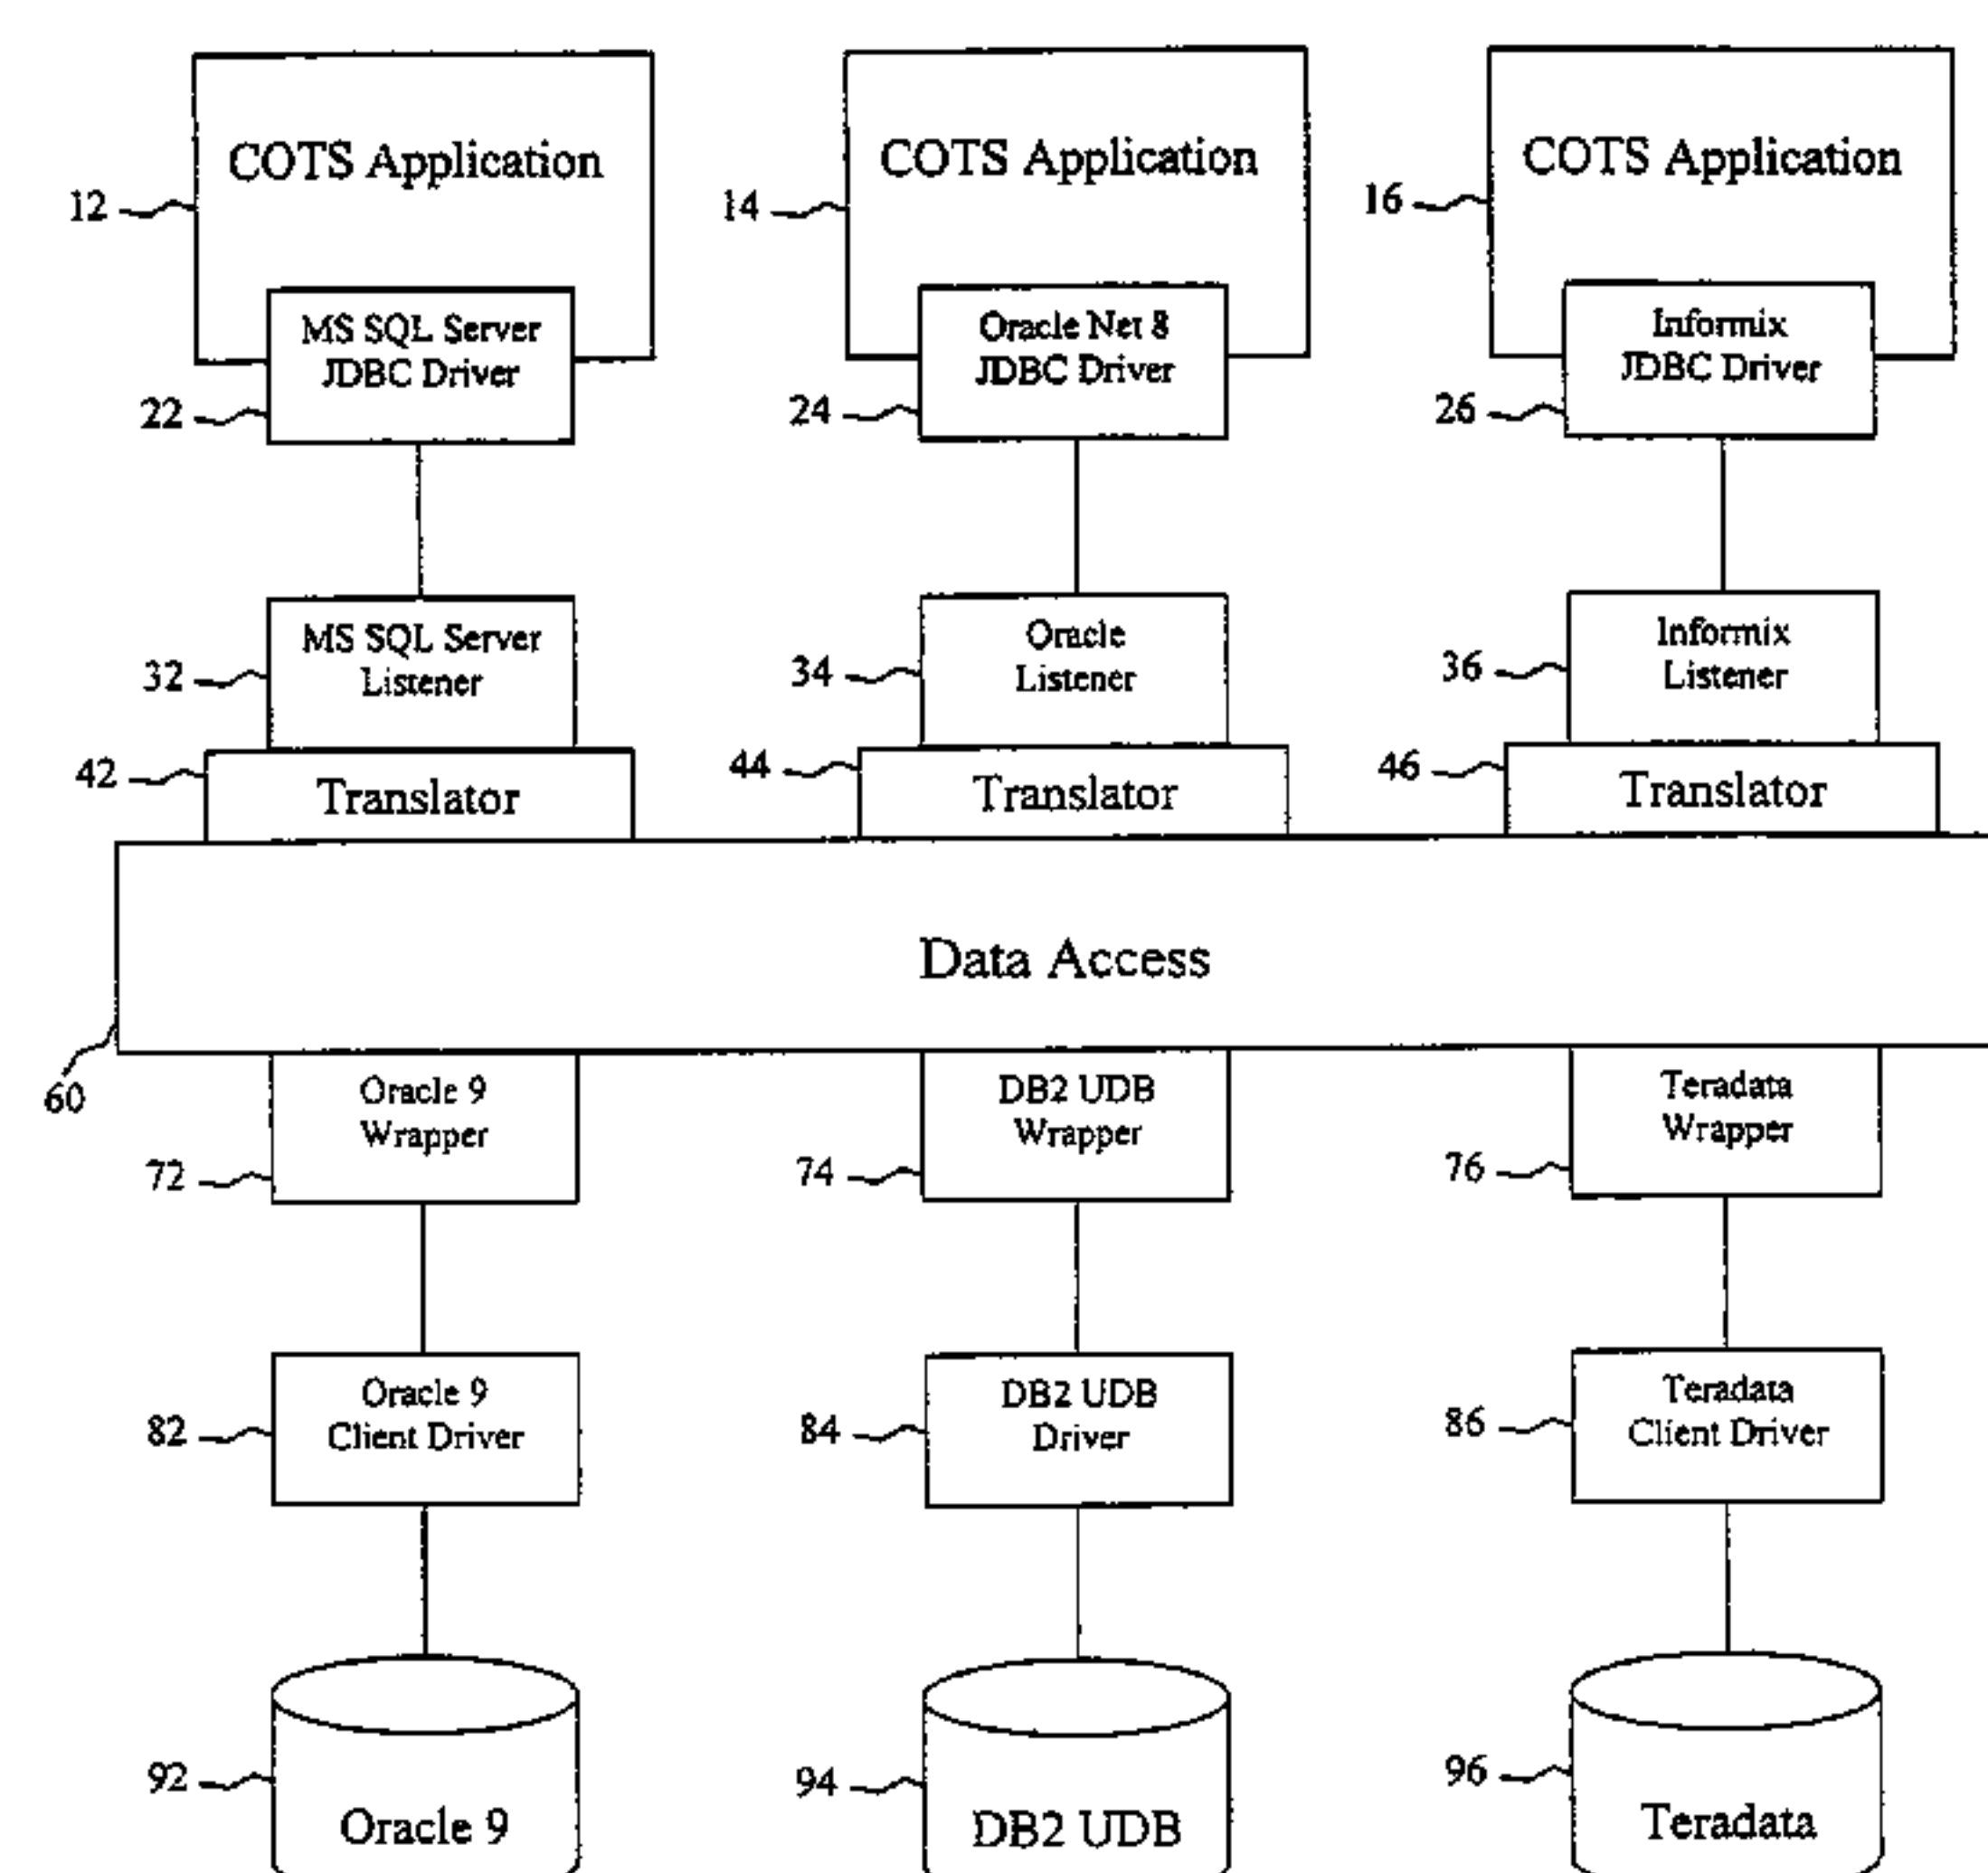 COTS Application
COTS Application
COTS Application
12
14
16
MS SQL Server
JDBC Driver
Oracle Net 8
JDBC Driver
Informix
JDBC Driver
22
24
26
MS SQL Server
Listener
Oracle
Listener
Informix
Listener
32
34
36
42
44
46
Translator
Translator
Translator
Data Access
60
Oracle 9
Wrapper
DB2 UDB
Wrapper
Teradata
Wrapper
72
74
76
Oracle 9
Client Driver
DB2 UDB
Driver
Teradata
Client Driver
82
84
86
92
94
96
Oracle 9
DB2 UDB
Teradata